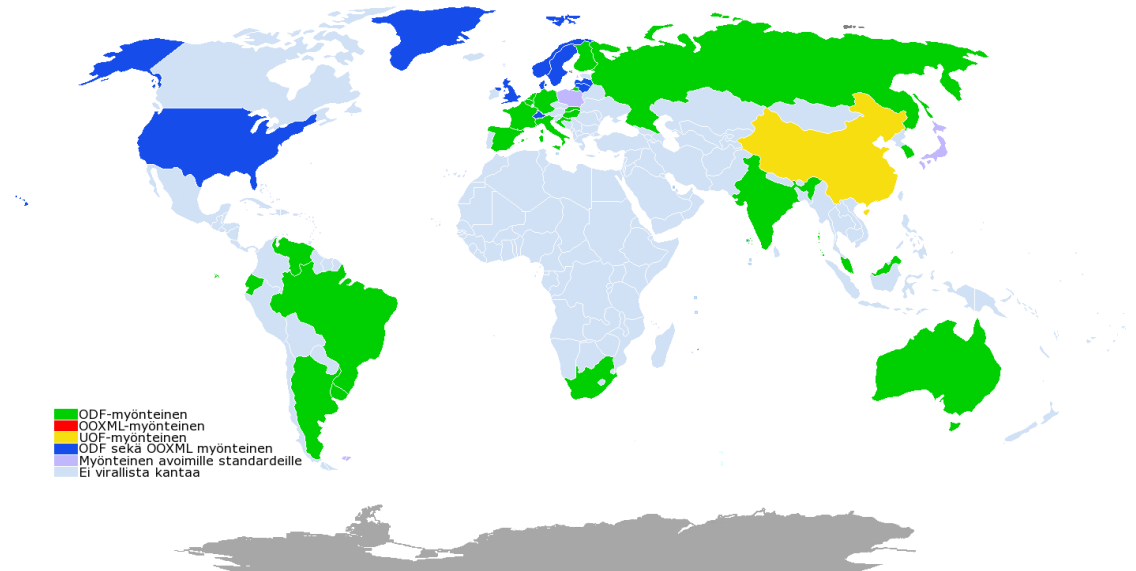 ODF-myönteinen
OOXML-myönteinen
UOF-myönteinen
ODF sekä OOXML myönteinen
Myönteinen avoimille standardeille
Ei virallista kantaa